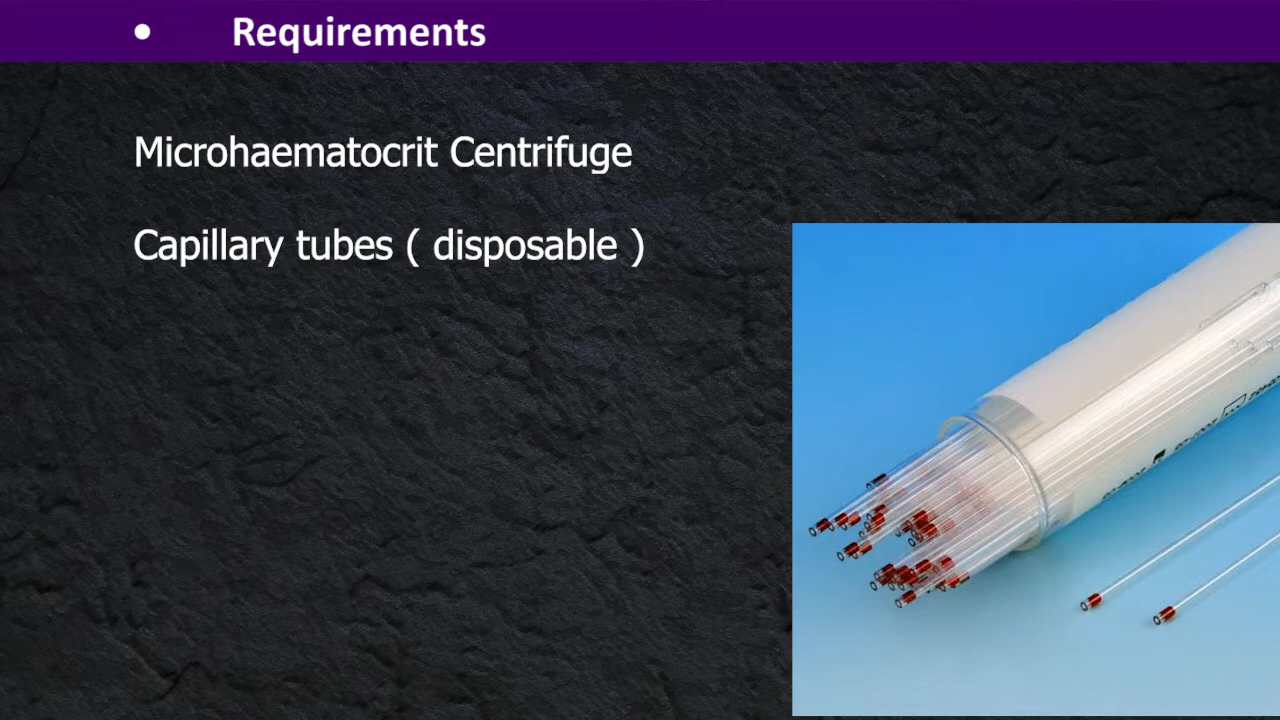 • Requirements
Microhaematocrit Centrifuge
Capillary tubes ( disposable )